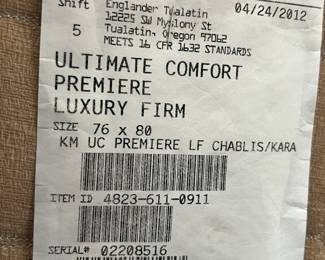 Shift Englander Tualatin 04/24/2012
12225 SW Myslony St
5 Tualatin, Oregon 97062
MEETS 16 CFR 1632 STANDARDS
ULTIMATE COMFORT
PREMIERE
LUXURY FIRM
SIZE 76 X 80
KM UC PREMIERE LF CHABLIS/KARA
ITEM ID 4823-611-0911
SERIAL# 02208516